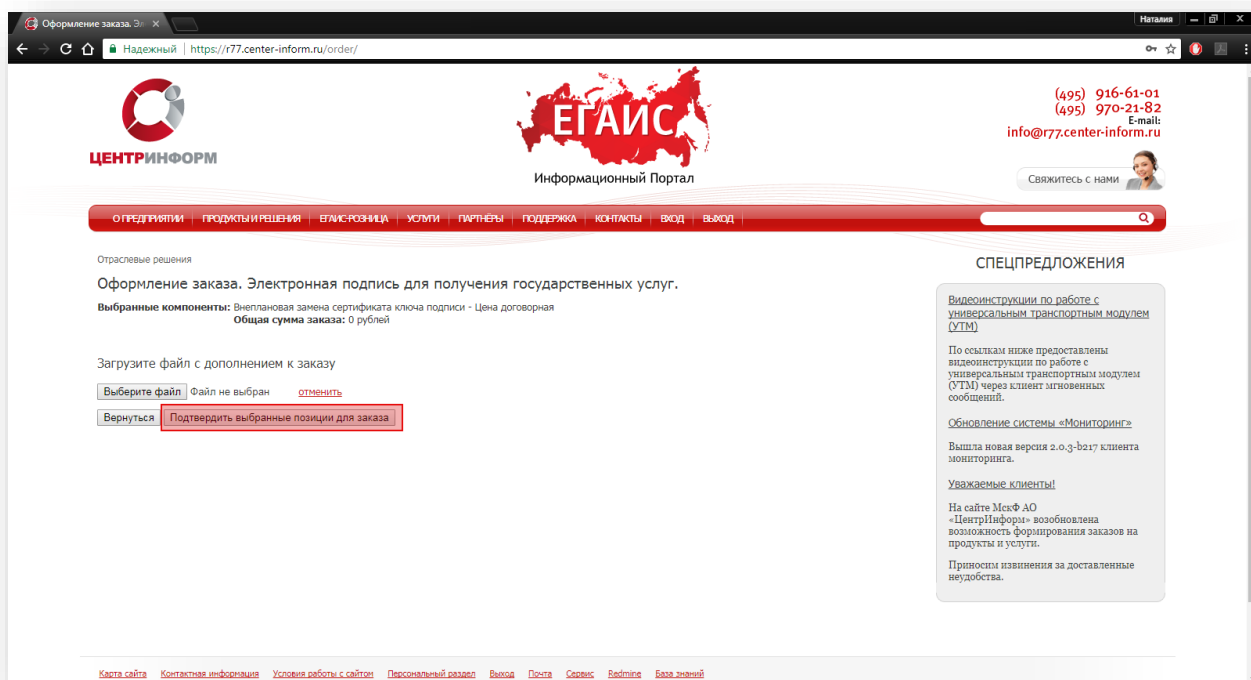 Оформление заказа. Эл
Наталия
Надежный | https://r77.center-inform.ru/order/
ЦЕНТРИНФОРМ
ЕГАИС
Информационный Портал
(495) 916-61-01
(495) 970-21-82
E-mail:
info@r77.center-inform.ru
Свяжитесь с нами
О ПРЕДПРИЯТИИ | ПРОДУКТЫ И РЕШЕНИЯ | ЕГАИС-РОЗНИЦА | УСЛУГИ | ПАРТНЁРЫ | ПОДДЕРЖКА | КОНТАКТЫ | ВХОД | ВЫХОД
Отраслевые решения
Оформление заказа. Электронная подпись для получения государственных услуг.
Выбранные компоненты: Внеплановая замена сертификата ключа подписи - Цена договорная
Общая сумма заказа: 0 рублей
Загрузите файл с дополнением к заказу
Выберите файл Файл не выбран отменить
Вернуться Подтвердить выбранные позиции для заказа
СПЕЦПРЕДЛОЖЕНИЯ
Видеоинструкции по работе с
универсальным транспортным модулем
(УТМ)
По ссылкам ниже предоставлены
видеоинструкции по работе с
универсальным транспортным модулем
(УТМ) через клиент мгновенных
сообщений.
Обновление системы «Мониторинг»
Вышла новая версия 2.0.3-b217 клиента
мониторинга.
Уважаемые клиенты!
На сайте МскФ АО
«ЦентрИнформ» возобновлена
возможность формирования заказов на
продукты и услуги.
Приносим извинения за доставленные
неудобства.
Карта сайта Контактная информация Условия работы с сайтом Персональный раздел Выход Почта Сервис Redmine База знаний